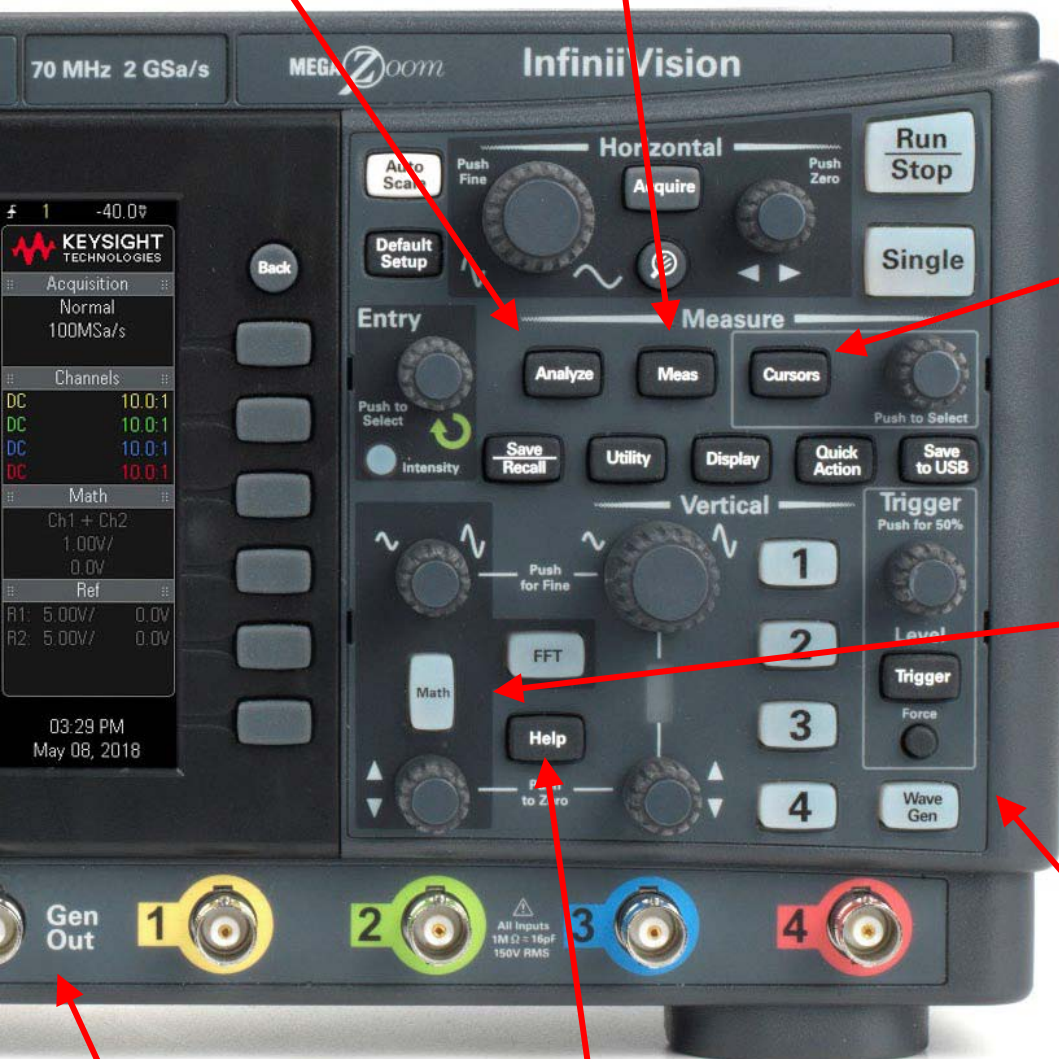 70 MHz 2 GSa/s
MEGA Zoom
InfiniiVision
Auto
Scale
Push
Fine
Horizontal
Acquire
Push
Zero
Run
Stop
Default
Setup
Single
1 -40.0V
KEYSIGHT
TECHNOLOGIES
Acquisition
Normal
100MSa/s
Channels
DC 10.0:1
DC 10.0:1
DC 10.0:1
DC 10.0:1
Math
Ch1 + Ch2
1.00V/
0.0V
Ref
R1: 5.00V/ 0.0V
R2: 5.00V/ 0.0V
03:29 PM
May 08, 2018
Back
Entry
Push to
Select
Intensity
Measure
Analyze
Meas
Cursors
Push to Select
Save
Recall
Utility
Display
Quick
Action
Save
to USB
Vertical
Push
for Fine
FFT
Math
Help
Push
to Zero
1
2
3
4
Trigger
Push for 50%
Level
Trigger
Force
Wave
Gen
Gen
Out
1
2
All Inputs
1MΩ ≈ 16pF
150V RMS
3
4